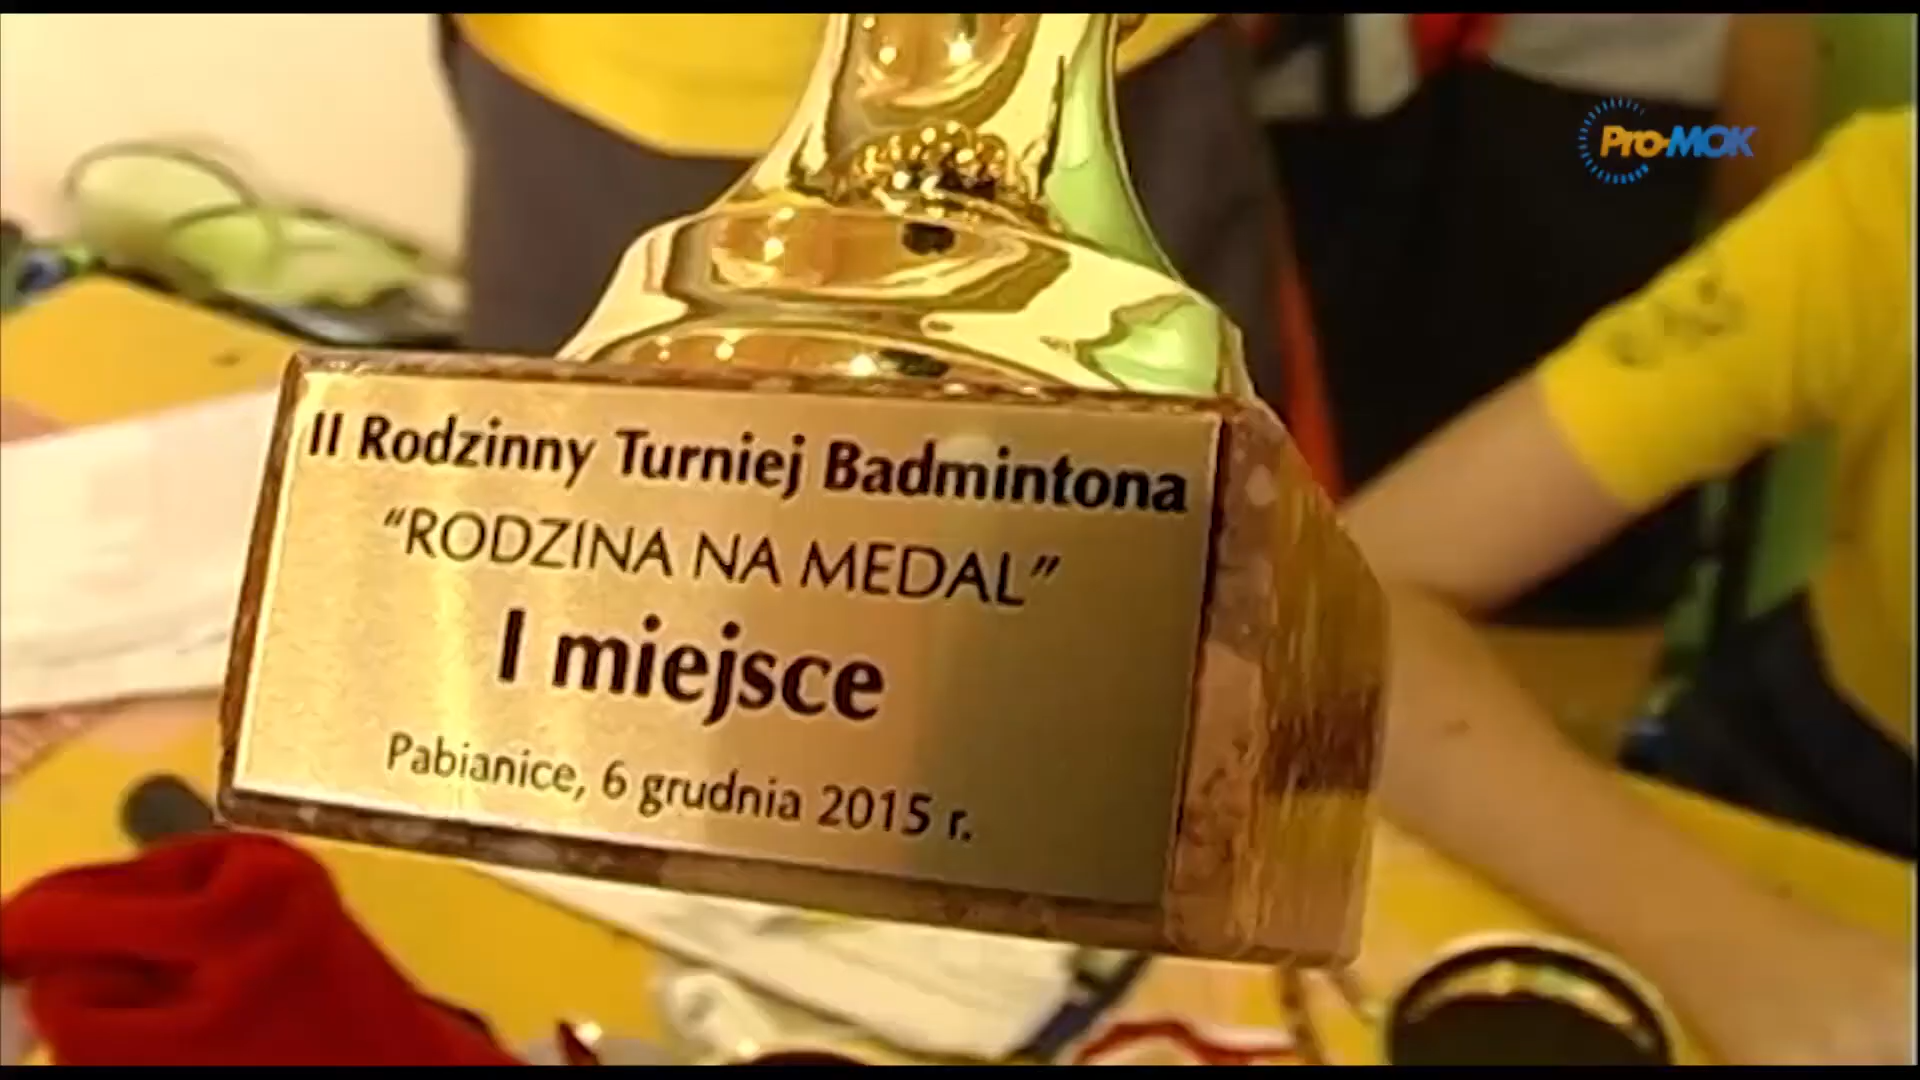 Pro-MOK
II Rodzinny Turniej Badmintona
“RODZINA NA MEDAL”
I miejsce
Pabianice, 6 grudnia 2015 r.